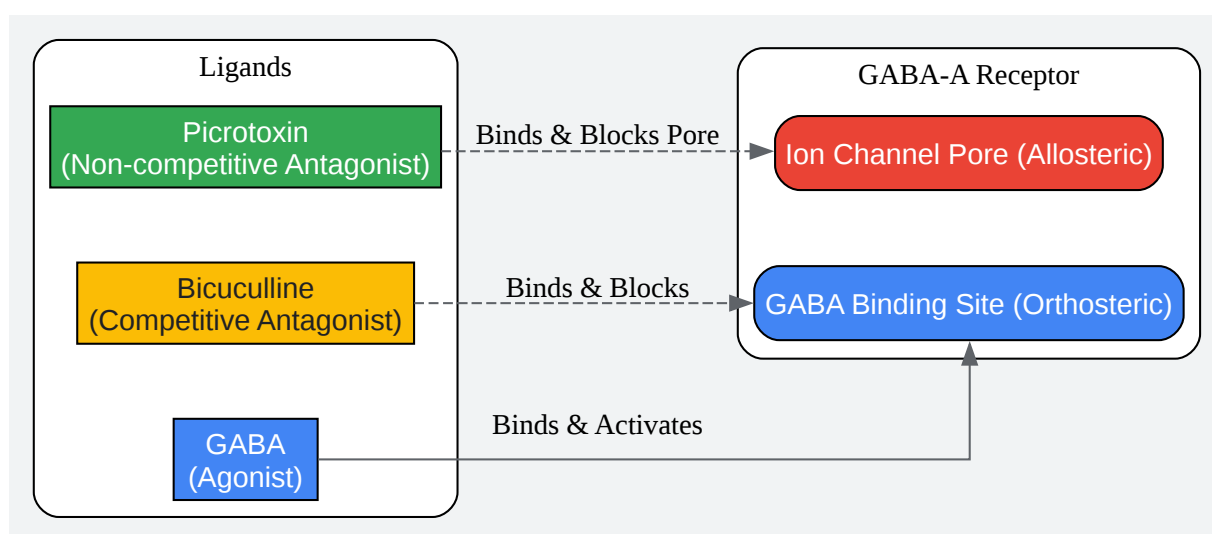 Ligands
Picrotoxin
(Non-competitive Antagonist)
Bicuculline
(Competitive Antagonist)
GABA
(Agonist)
Binds & Blocks Pore
Binds & Blocks
Binds & Activates
GABA-A Receptor
Ion Channel Pore (Allosteric)
GABA Binding Site (Orthosteric)